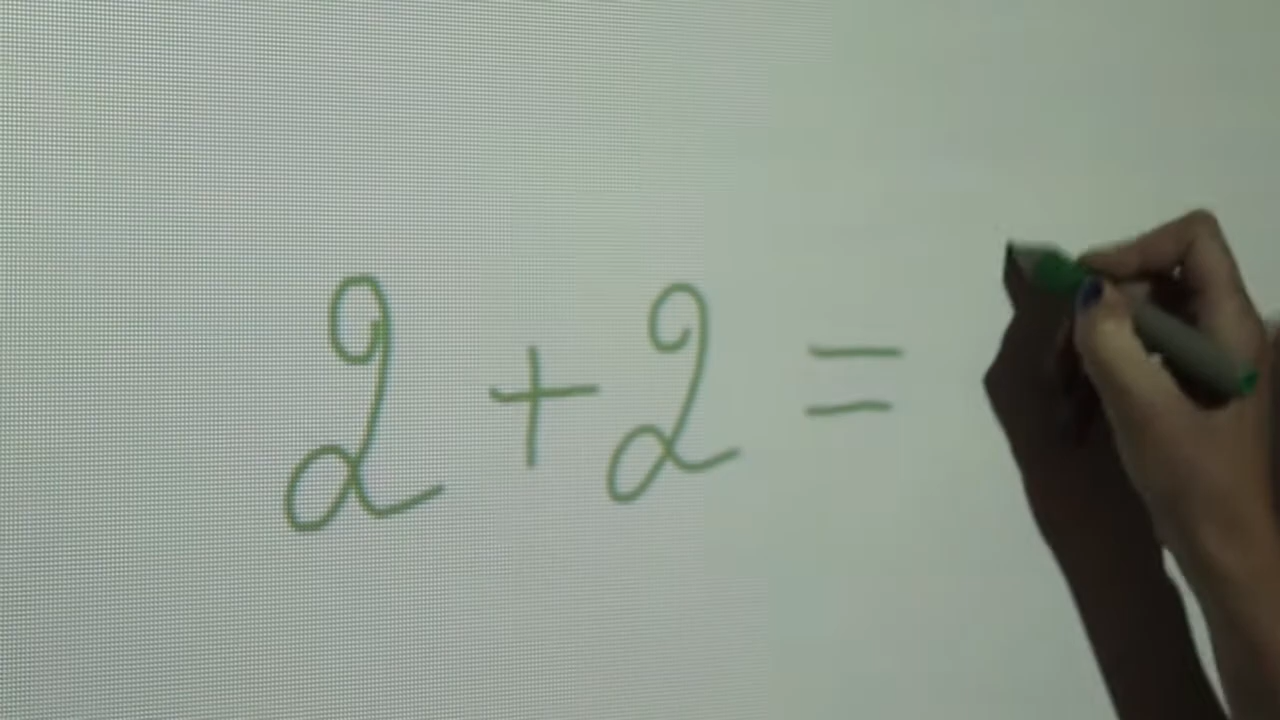 2 + 2 =